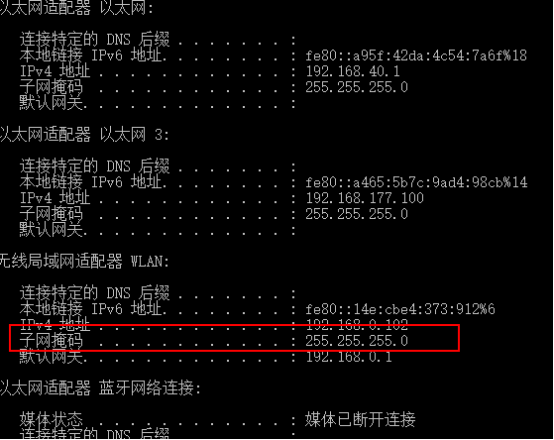 以太网适配器 以太网:
连接特定的 DNS 后缀 . . . . . . . :
本地链接 IPv6 地址. . . . . . . . : fe80::a95f:42da:4c54:7a6f%18
IPv4 地址 . . . . . . . . . . . . : 192.168.40.1
子网掩码 . . . . . . . . . . . . : 255.255.255.0
默认网关. . . . . . . . . . . . . :
以太网适配器 以太网 3:
连接特定的 DNS 后缀 . . . . . . . :
本地链接 IPv6 地址. . . . . . . . : fe80::a465:5b7c:9ad4:98cb%14
IPv4 地址 . . . . . . . . . . . . : 192.168.177.100
子网掩码 . . . . . . . . . . . . : 255.255.255.0
默认网关. . . . . . . . . . . . . :
无线局域网适配器 WLAN:
连接特定的 DNS 后缀 . . . . . . . :
本地链接 IPv6 地址. . . . . . . . : fe80::14e:cbe4:373:912%6
IPv4 地址 . . . . . . . . . . . . : 192.168.0.102
子网掩码 . . . . . . . . . . . . : 255.255.255.0
默认网关. . . . . . . . . . . . . : 192.168.0.1
以太网适配器 蓝牙网络连接:
媒体状态 . . . . . . . . . . . . : 媒体已断开连接
连接特定的 DNS 后缀 . . . . . . . :